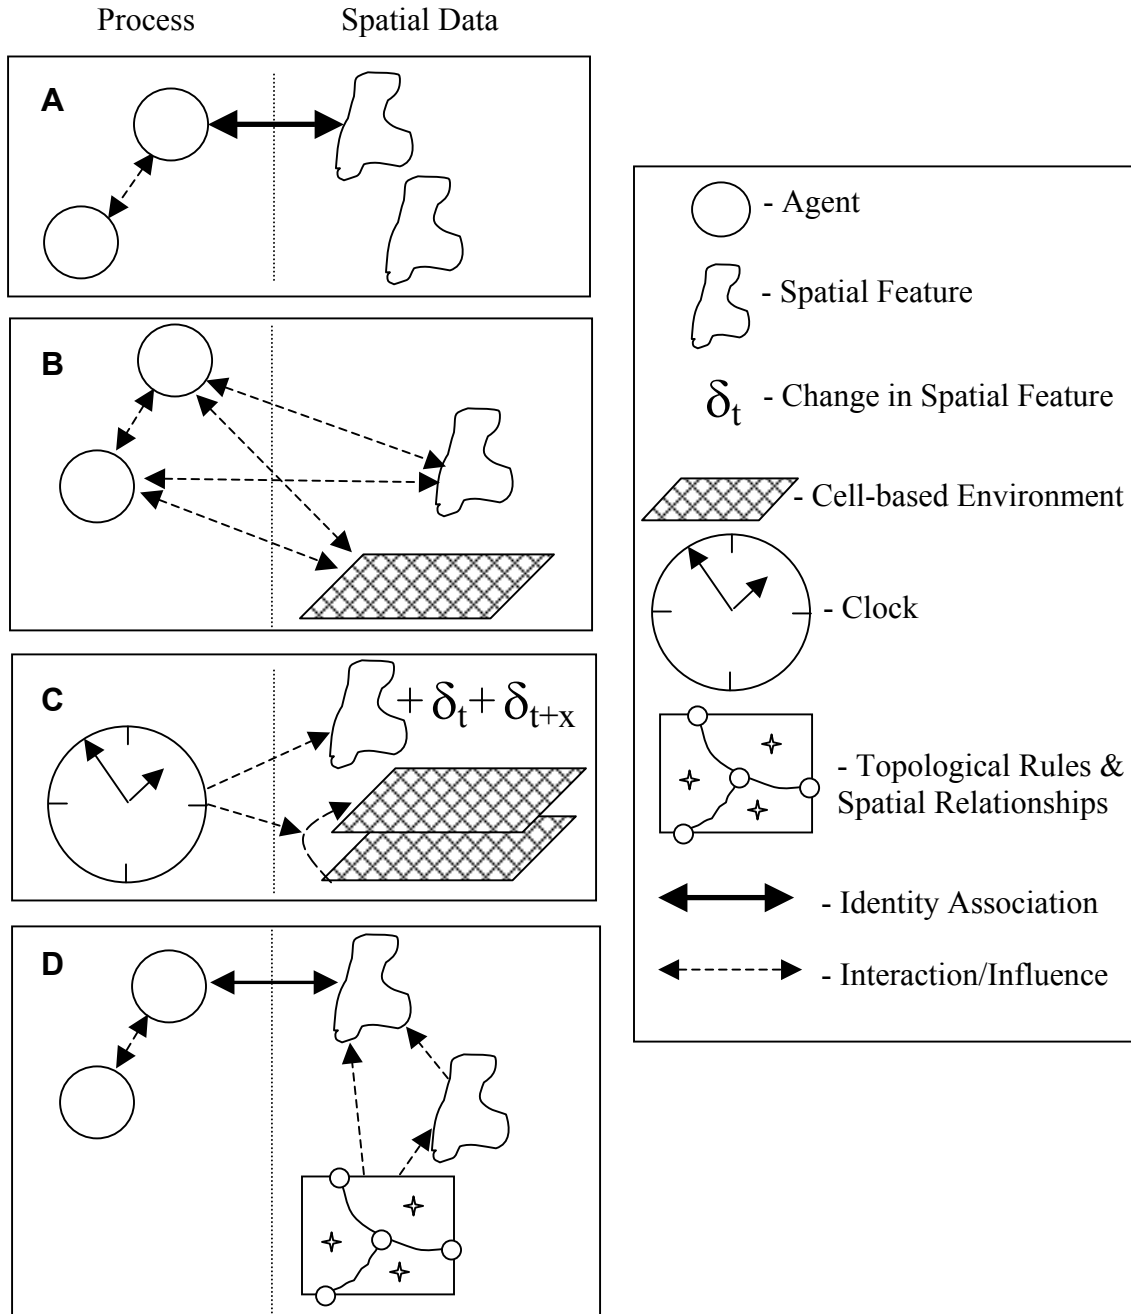 Process
Spatial Data
A
B
C
+ δt + δt+x
D
- Agent
- Spatial Feature
δt - Change in Spatial Feature
- Cell-based Environment
- Clock
- Topological Rules &
Spatial Relationships
- Identity Association
- Interaction/Influence